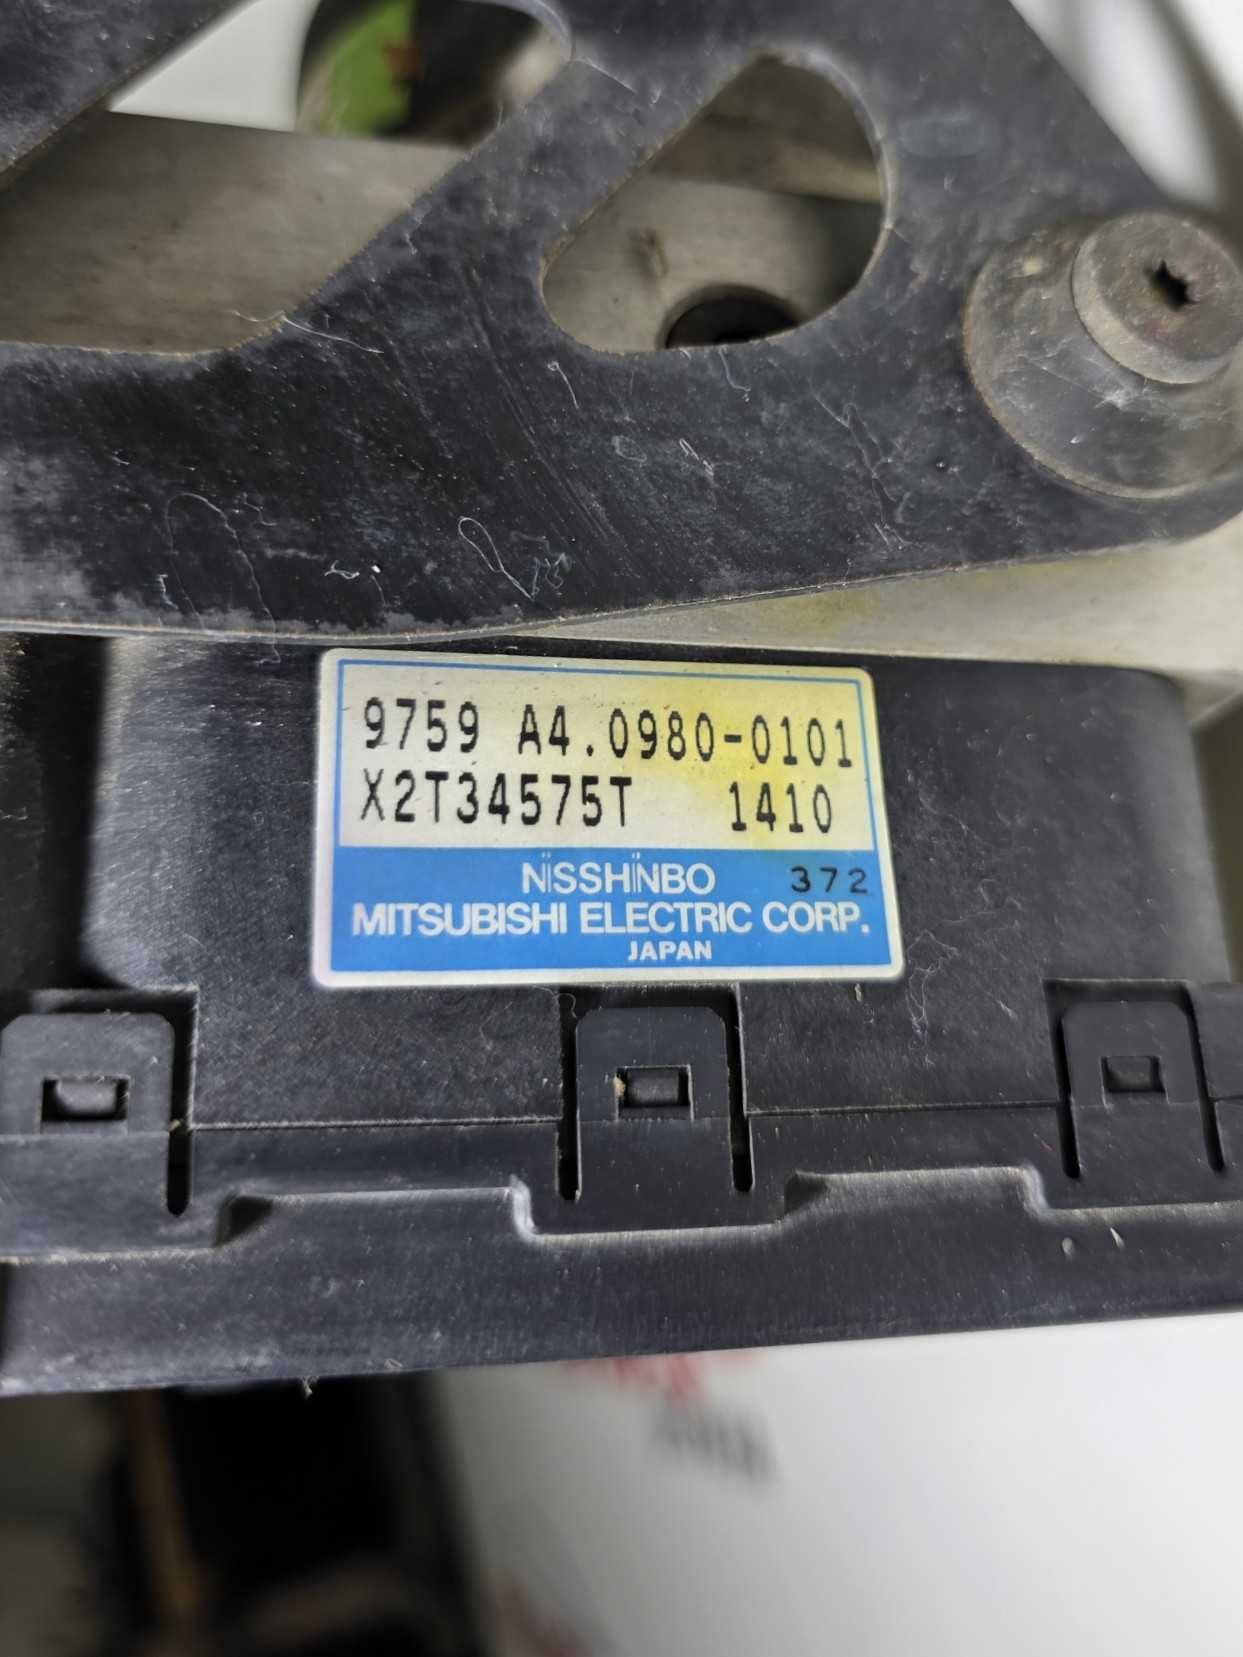 9759 A4.0980-0101
X2T34575T 1410
NISSHINBO 372
MITSUBISHI ELECTRIC CORP.
JAPAN